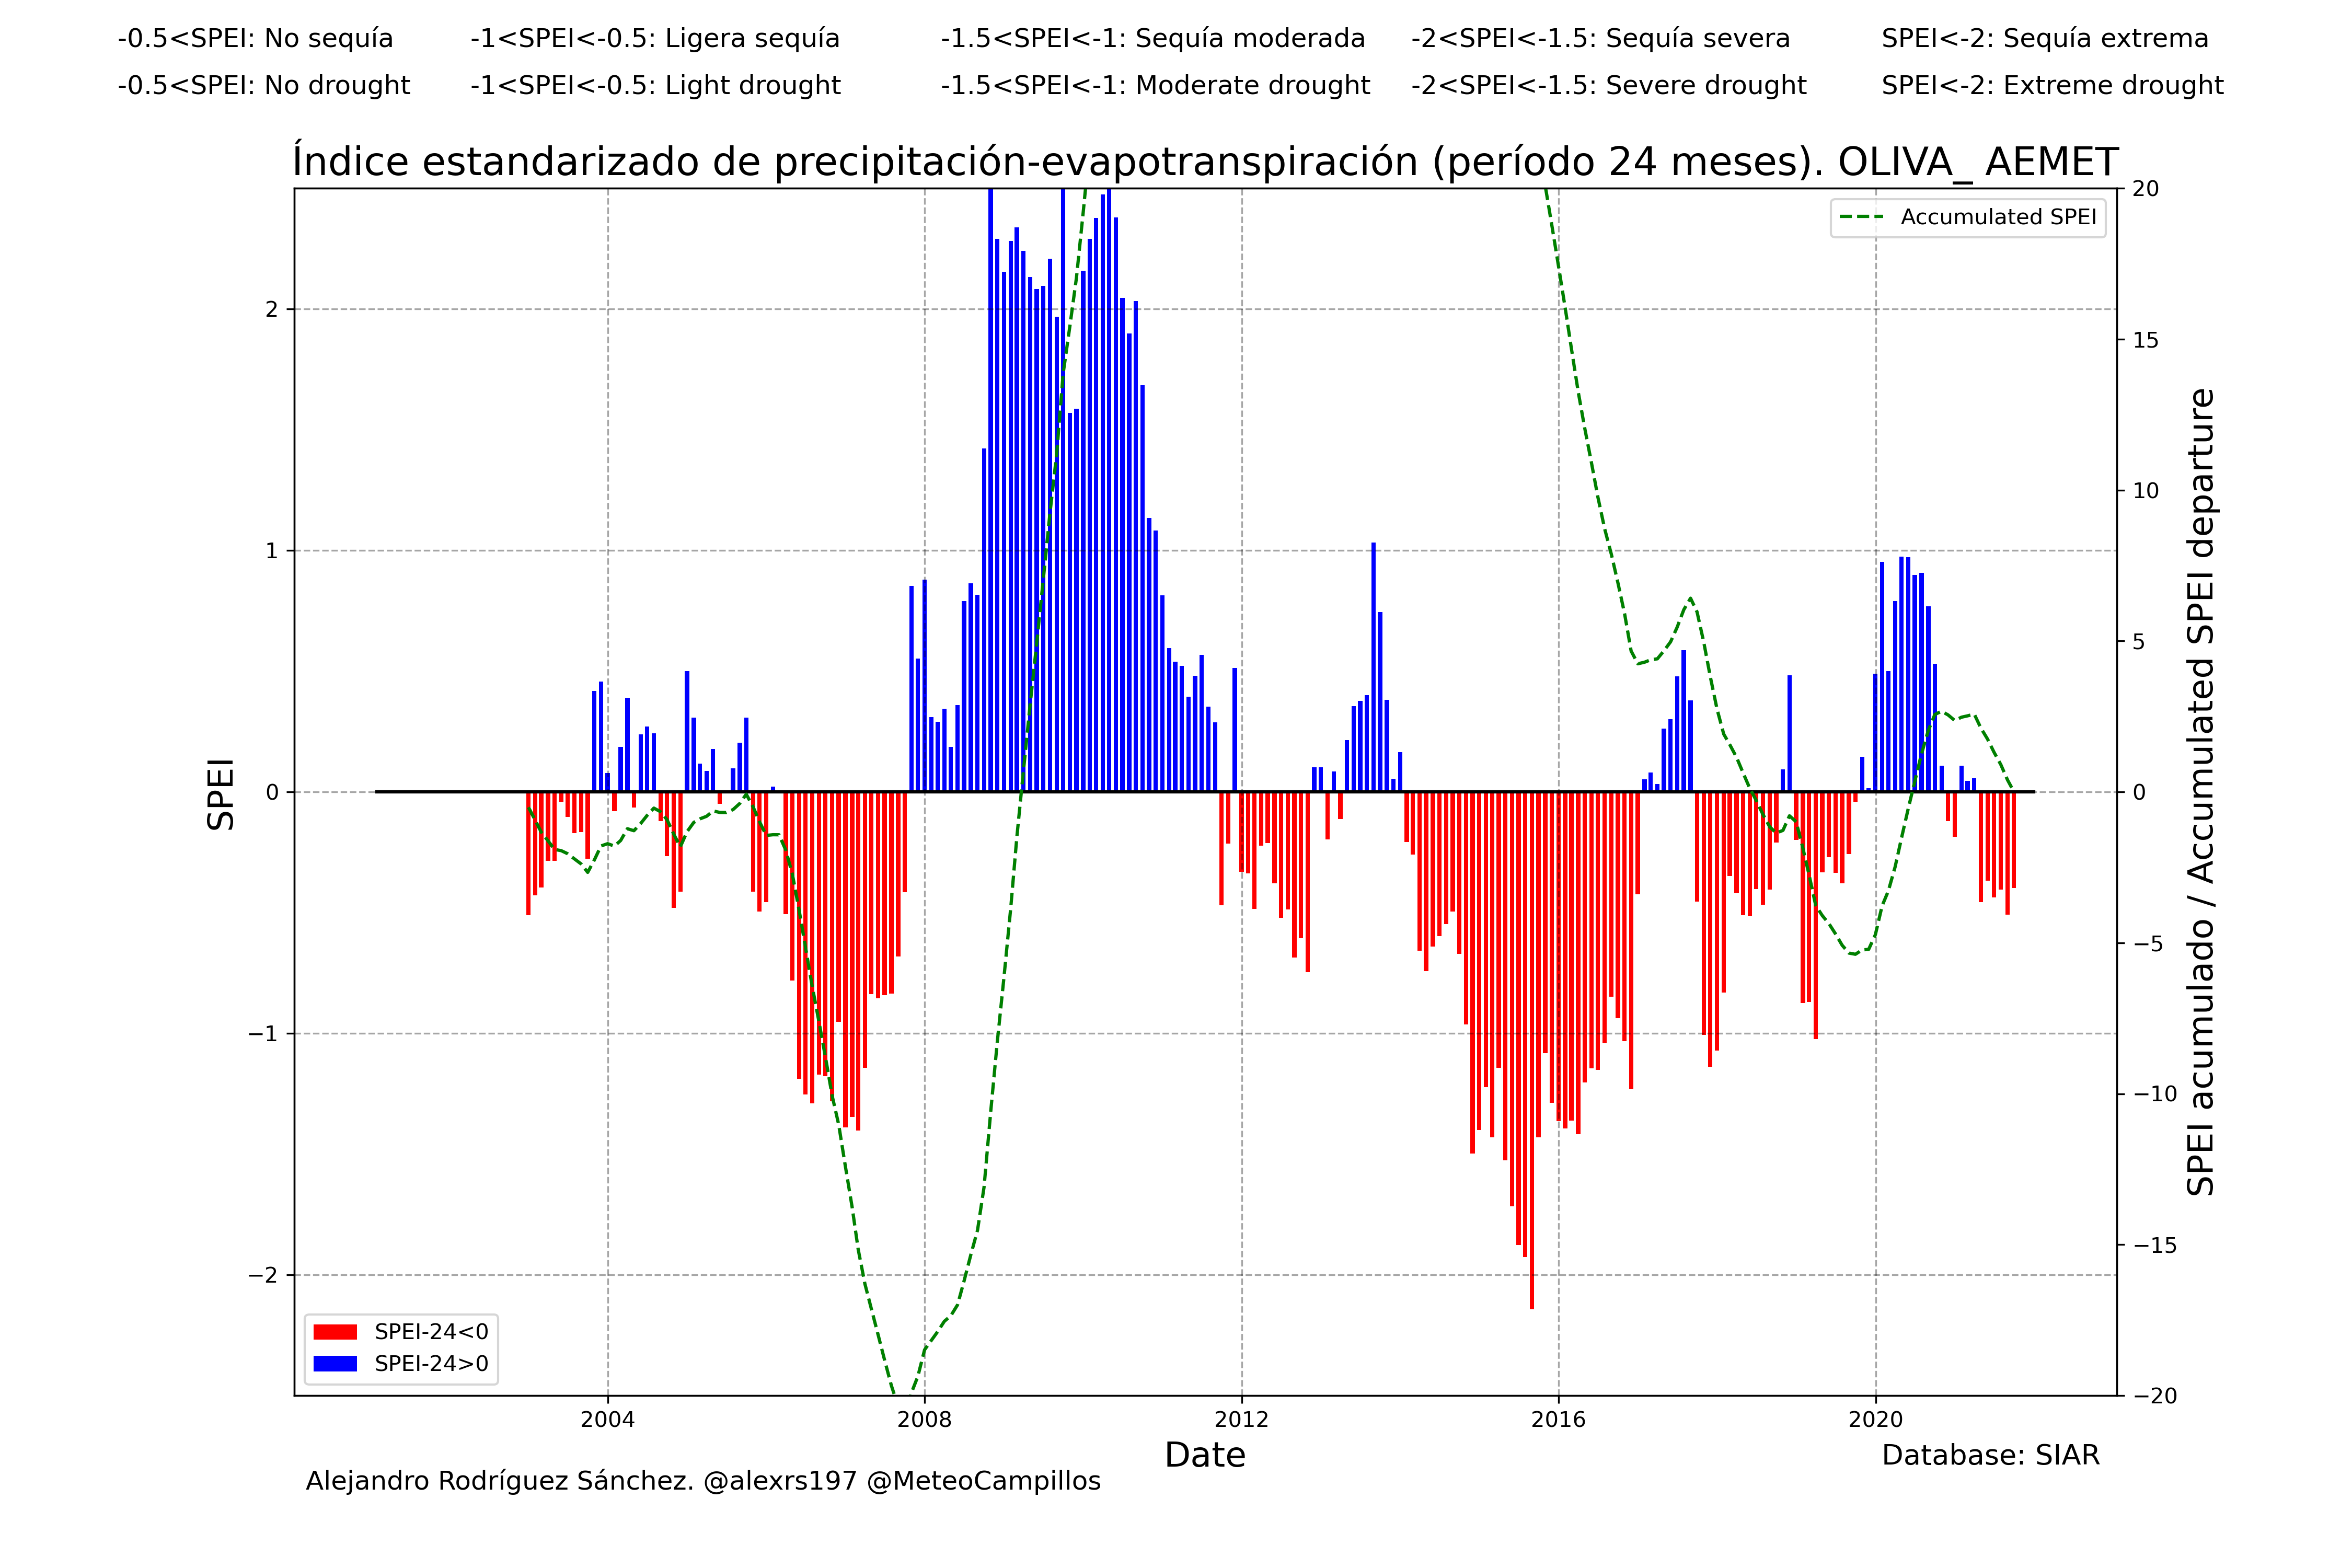 -0.5<SPEI: No sequía -1<SPEI<-0.5: Ligera sequía -1.5<SPEI<-1: Sequía moderada -2<SPEI<-1.5: Sequía severa SPEI<-2: Sequía extrema
-0.5<SPEI: No drought -1<SPEI<-0.5: Light drought -1.5<SPEI<-1: Moderate drought -2<SPEI<-1.5: Severe drought SPEI<-2: Extreme drought
Índice estandarizado de precipitación-evapotranspiración (período 24 meses). OLIVA_ AEMET
Accumulated SPEI
SPEI
2
1
0
−1
−2
20
15
10
5
0
−5
−10
−15
−20
SPEI acumulado / Accumulated SPEI departure
SPEI-24<0
SPEI-24>0
2004 2008 2012 2016 2020
Date
Database: SIAR
Alejandro Rodríguez Sánchez. @alexrs197 @MeteoCampillos